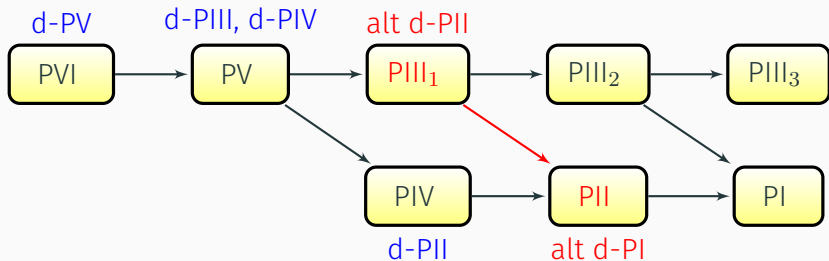 d-PV d-PIII, d-PIV alt d-PII
PVI PV PIII₁ PIII₂ PIII₃
PIV PII PI
d-PII alt d-PI